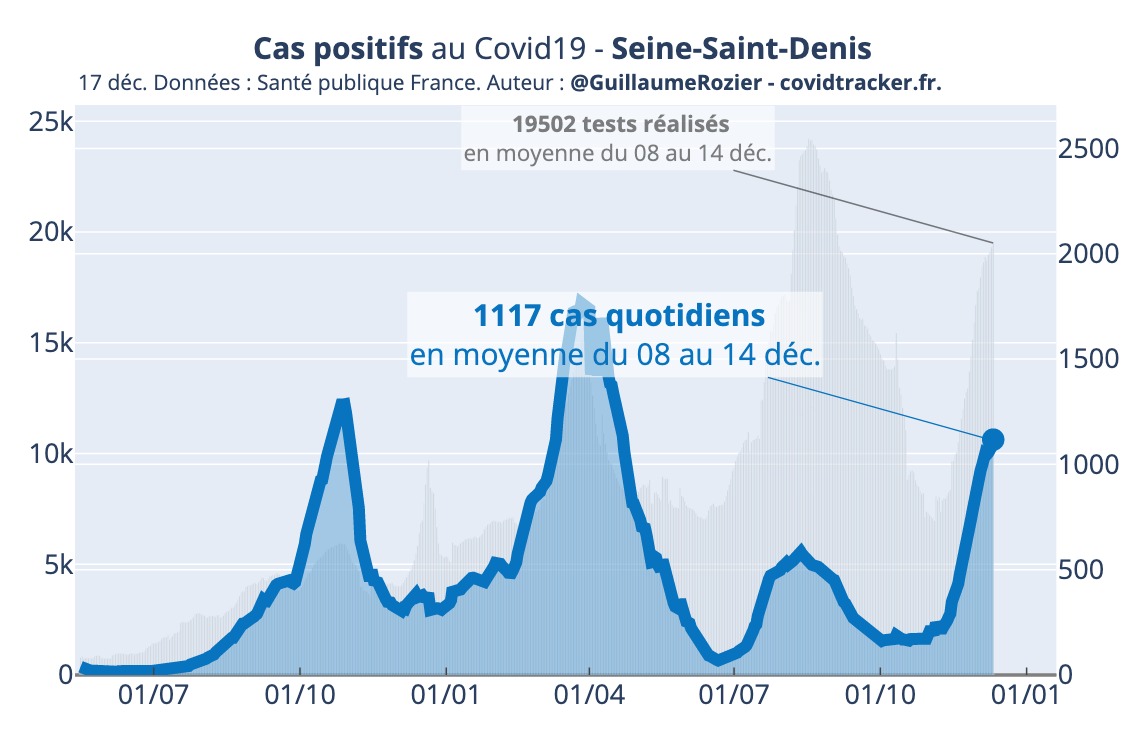 Cas positifs au Covid19 - Seine-Saint-Denis
17 déc. Données : Santé publique France. Auteur : @GuillaumeRozier - covidtracker.fr.
25k
19502 tests réalisés
en moyenne du 08 au 14 déc.
2500
20k
2000
1117 cas quotidiens
en moyenne du 08 au 14 déc.
15k
1500
10k
1000
5k
500
0
0
01/07
01/10
01/01
01/04
01/07
01/10
01/01